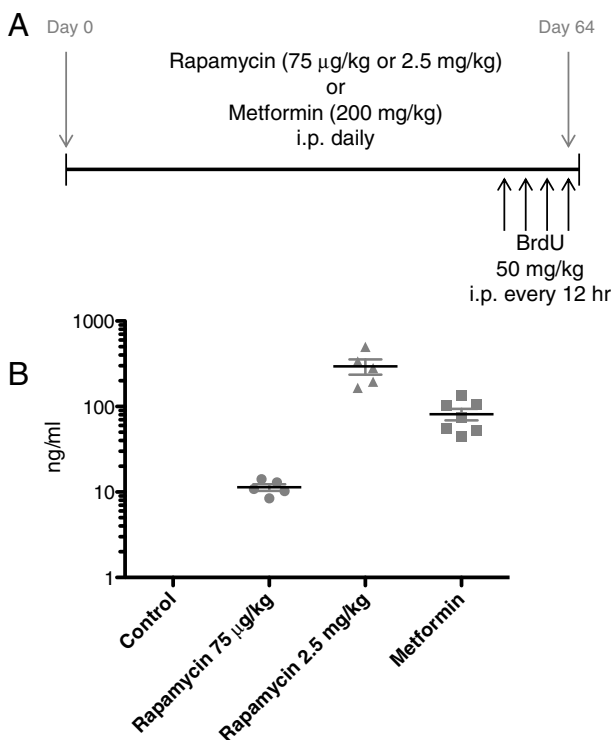 A
Day 0
Day 64
Rapamycin (75 μg/kg or 2.5 mg/kg)
or
Metformin (200 mg/kg)
i.p. daily
BrdU
50 mg/kg
i.p. every 12 hr
B
ng/ml
1000
100
10
1
Control
Rapamycin 75 μg/kg
Rapamycin 2.5 mg/kg
Metformin